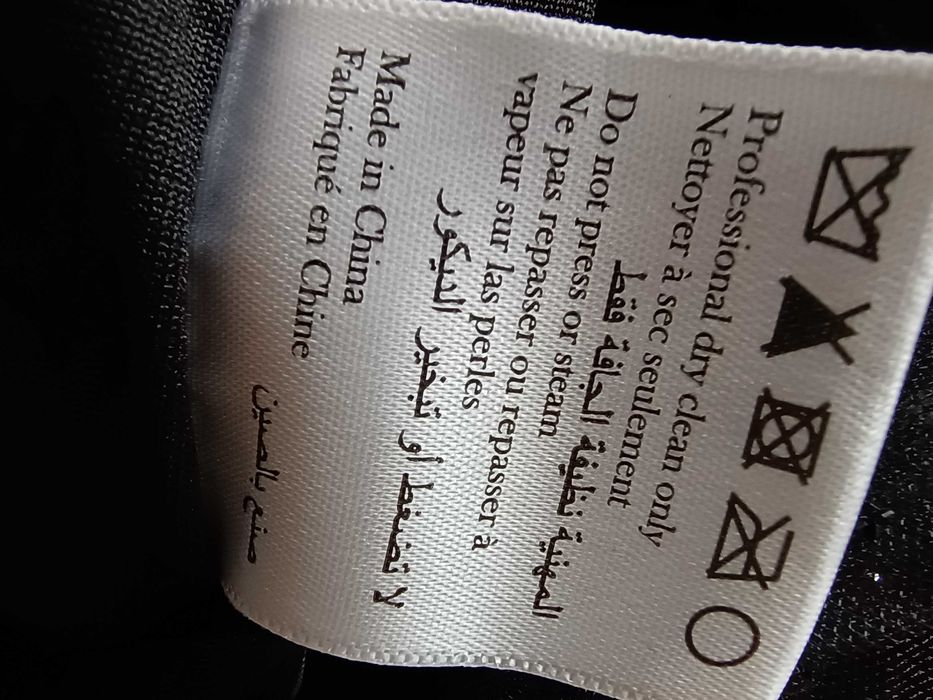 Professional dry clean only
Nettoyer à sec seulement
المهنية تظيفة الجافة فقط
Do not press or steam
Ne pas repasser ou repasser à
vapeur sur las perles
لا تضغط أو تبخير الديكور
Made in China
Fabriqué en Chine
صنع بالصين